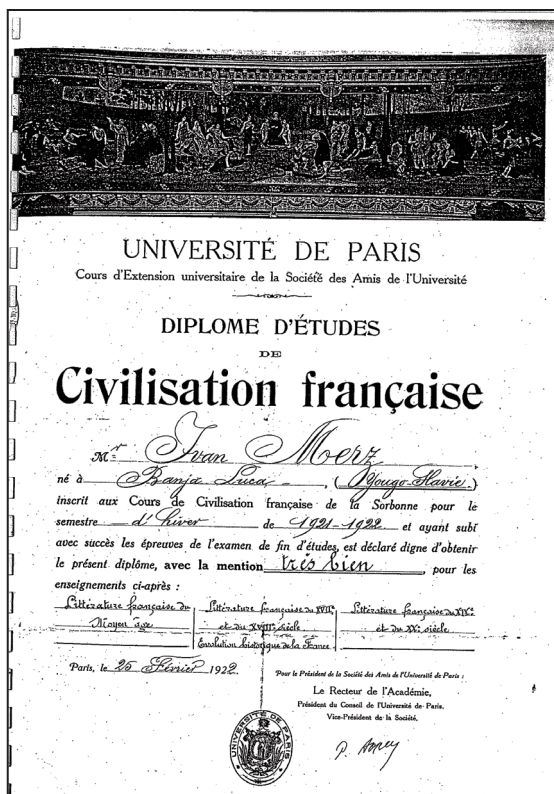 UNIVERSITÉ DE PARIS
Cours d'Extension universitaire de la Société des Amis de l'Université
DIPLOME D'ÉTUDES
DE
Civilisation française
Mr Ivan Merz
né à Banja Luca, (Yougo-Slavie.)
inscrit aux Cours de Civilisation française de la Sorbonne pour le
semestre d'hiver de 1921-1922 et ayant subi
avec succès les épreuves de l'examen de fin d'études, est déclaré digne d'obtenir
le présent diplôme, avec la mention très bien, pour les
enseignements ci-après :
Littérature française du Moyen âge
Littérature française du XVIIe
et du XVIIIe siècle
Evolution historique de la France
Littérature française du XIXe
et du XXe siècle
Paris, le 25 Février 1922
Pour le Président de la Société des Amis de l'Université de Paris :
Le Recteur de l'Académie,
Président du Conseil de l'Université de Paris,
Vice-Président de la Société,
UNIVERSITÉ DE PARIS